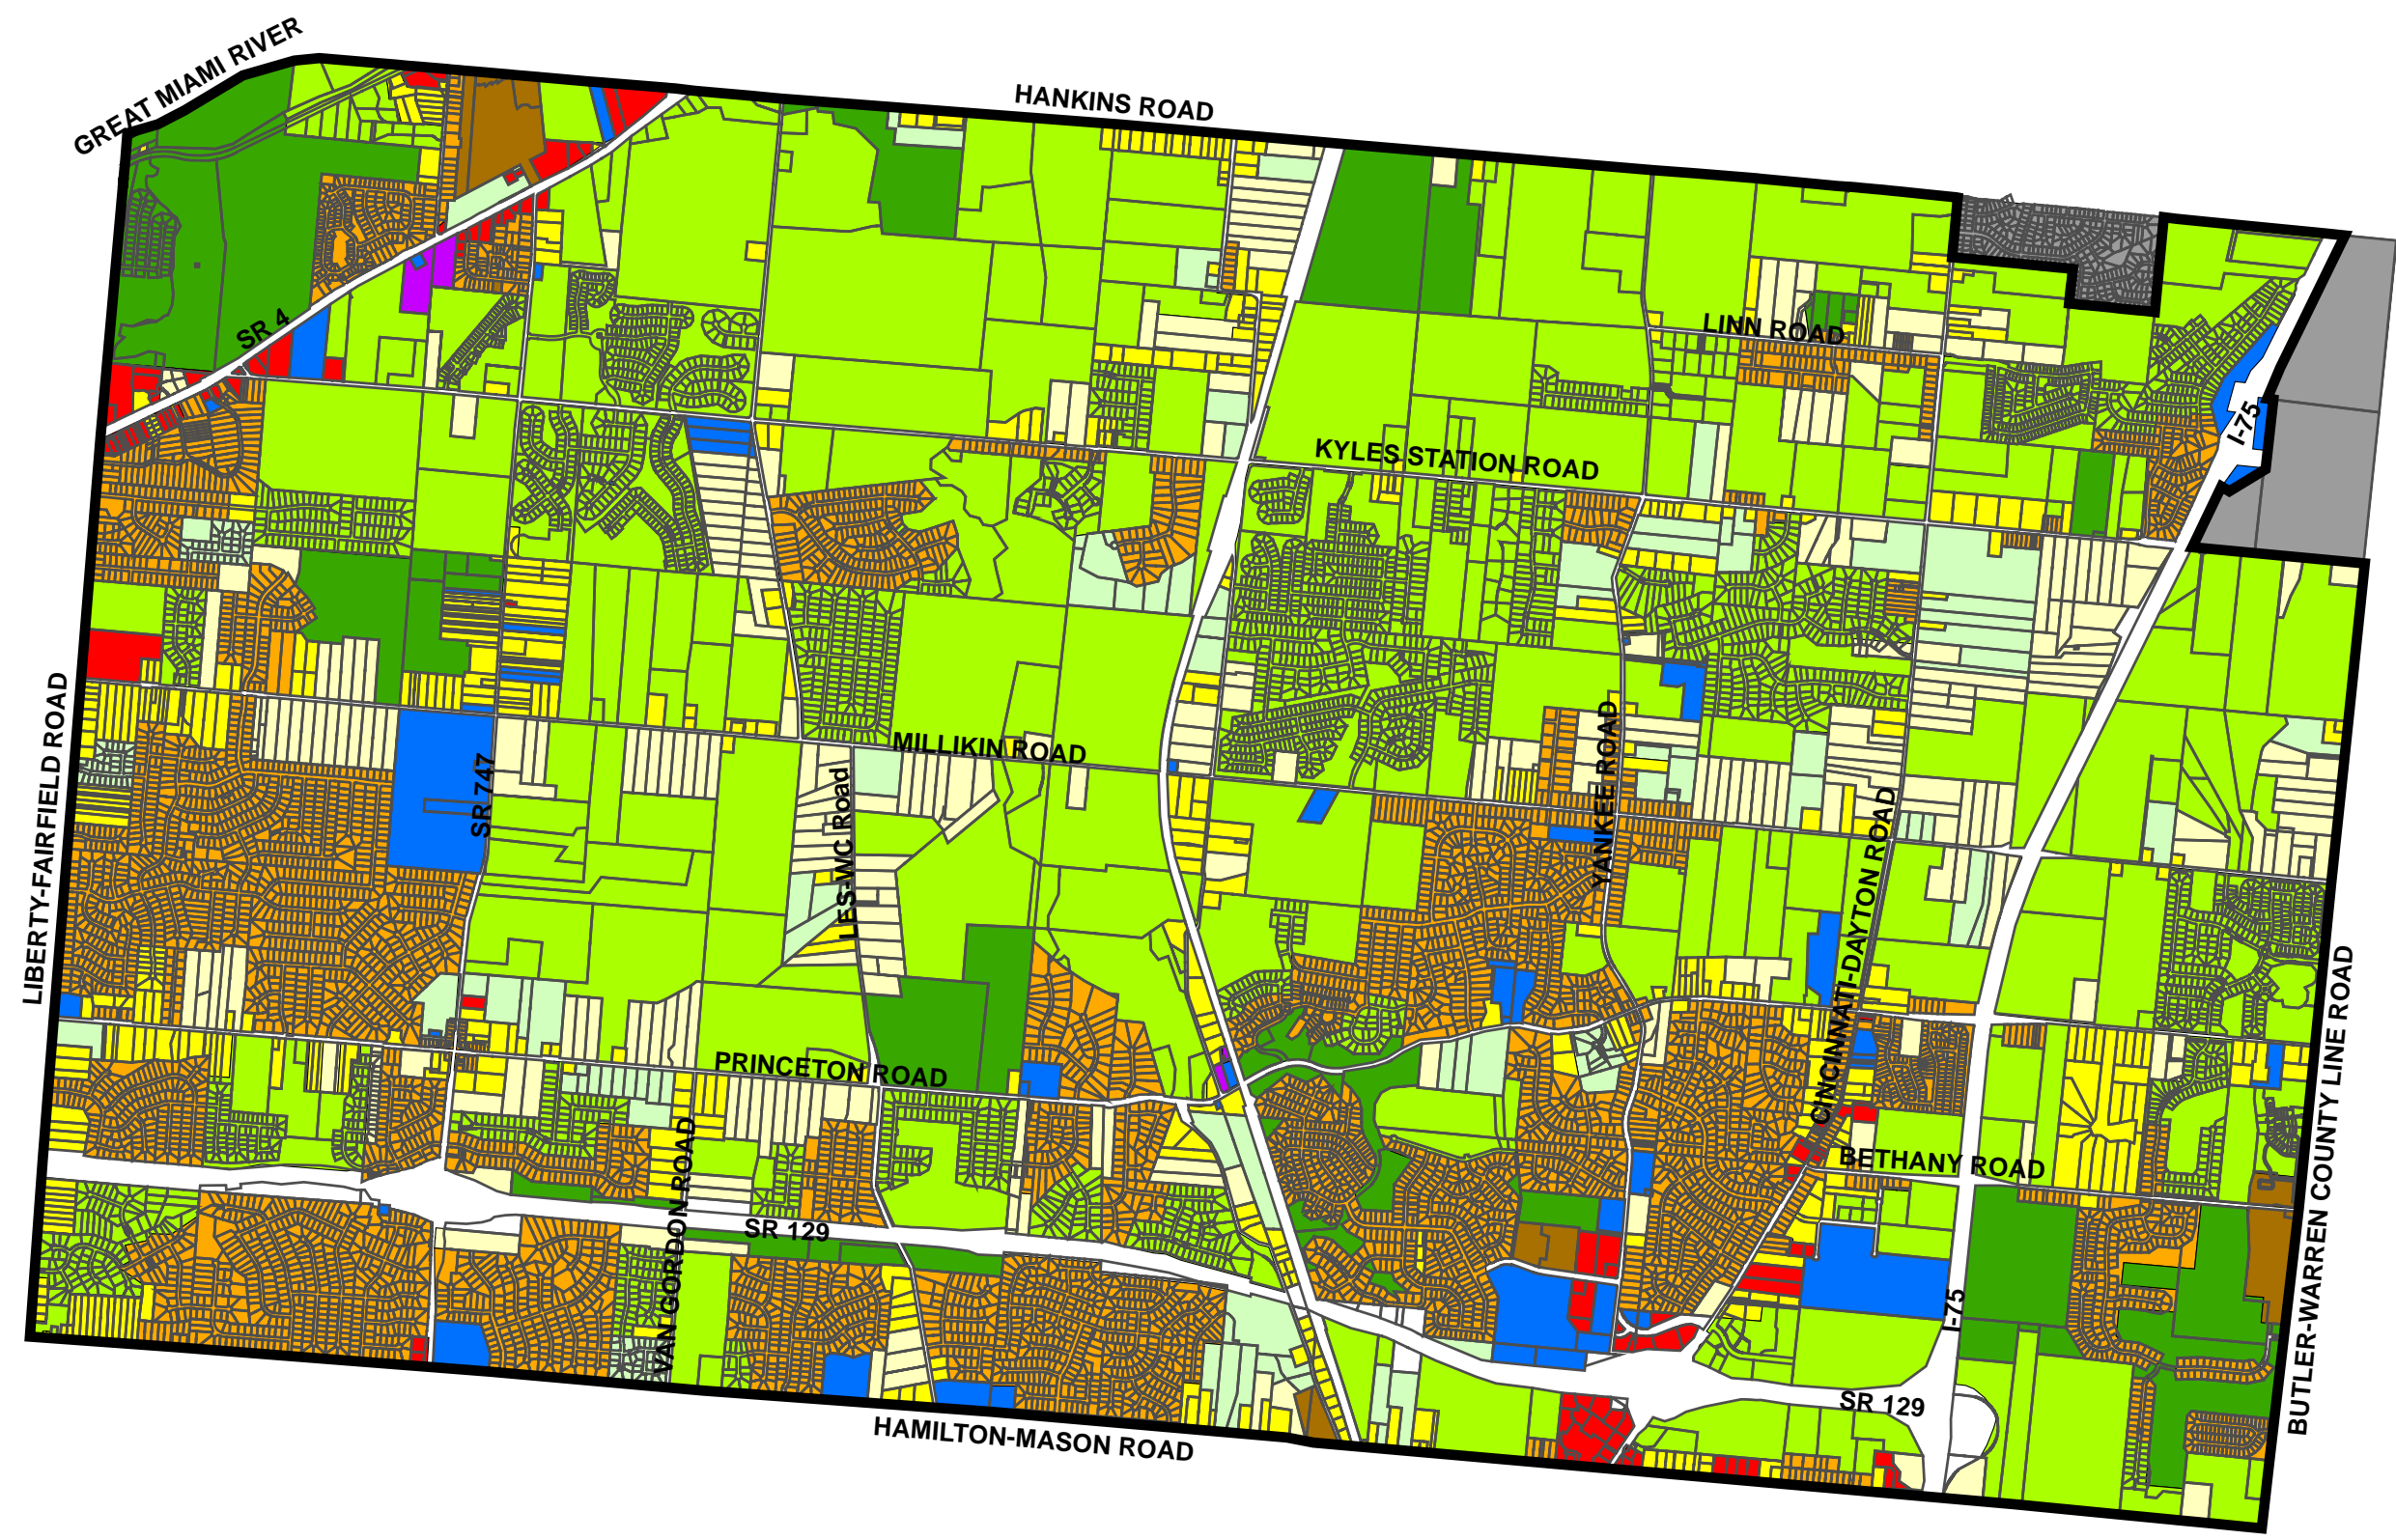 GREAT MIAMI RIVER
HANKINS ROAD
SR 4
LINN ROAD
I-75
KYLES STATION ROAD
LIBERTY-FAIRFIELD ROAD
SR 747
MILLIKIN ROAD
LES-WC Road
YANKEE ROAD
CINCINNATI-DAYTON ROAD
PRINCETON ROAD
VAN GORDON ROAD
BETHANY ROAD
BUTLER-WARREN COUNTY LINE ROAD
SR 129
I-75
SR 129
HAMILTON-MASON ROAD